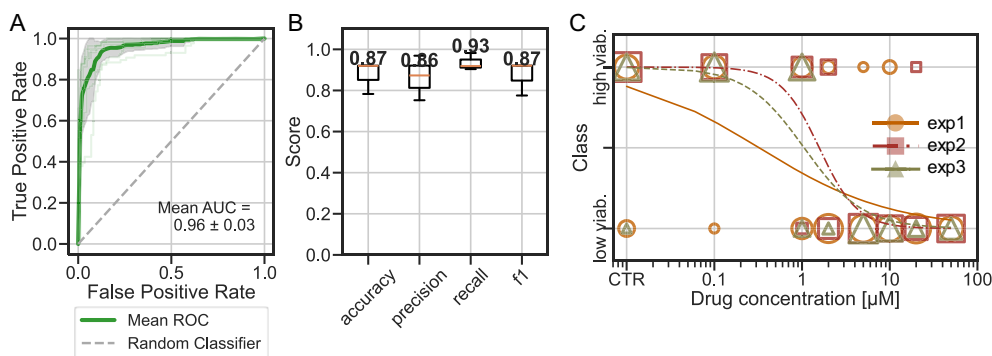 A
1.0
0.8
0.6
0.4
0.2
0.0
True Positive Rate
Mean AUC =
0.96 ± 0.03
0.0
0.5
1.0
False Positive Rate
Mean ROC
Random Classifier
B
1.0
0.8
0.6
0.4
0.2
0.0
Score
0.87
0.86
0.93
0.87
accuracy
precision
recall
f1
C
high viab.
Class
low viab.
exp1
exp2
exp3
CTR
0.1
1
10
100
Drug concentration [µM]